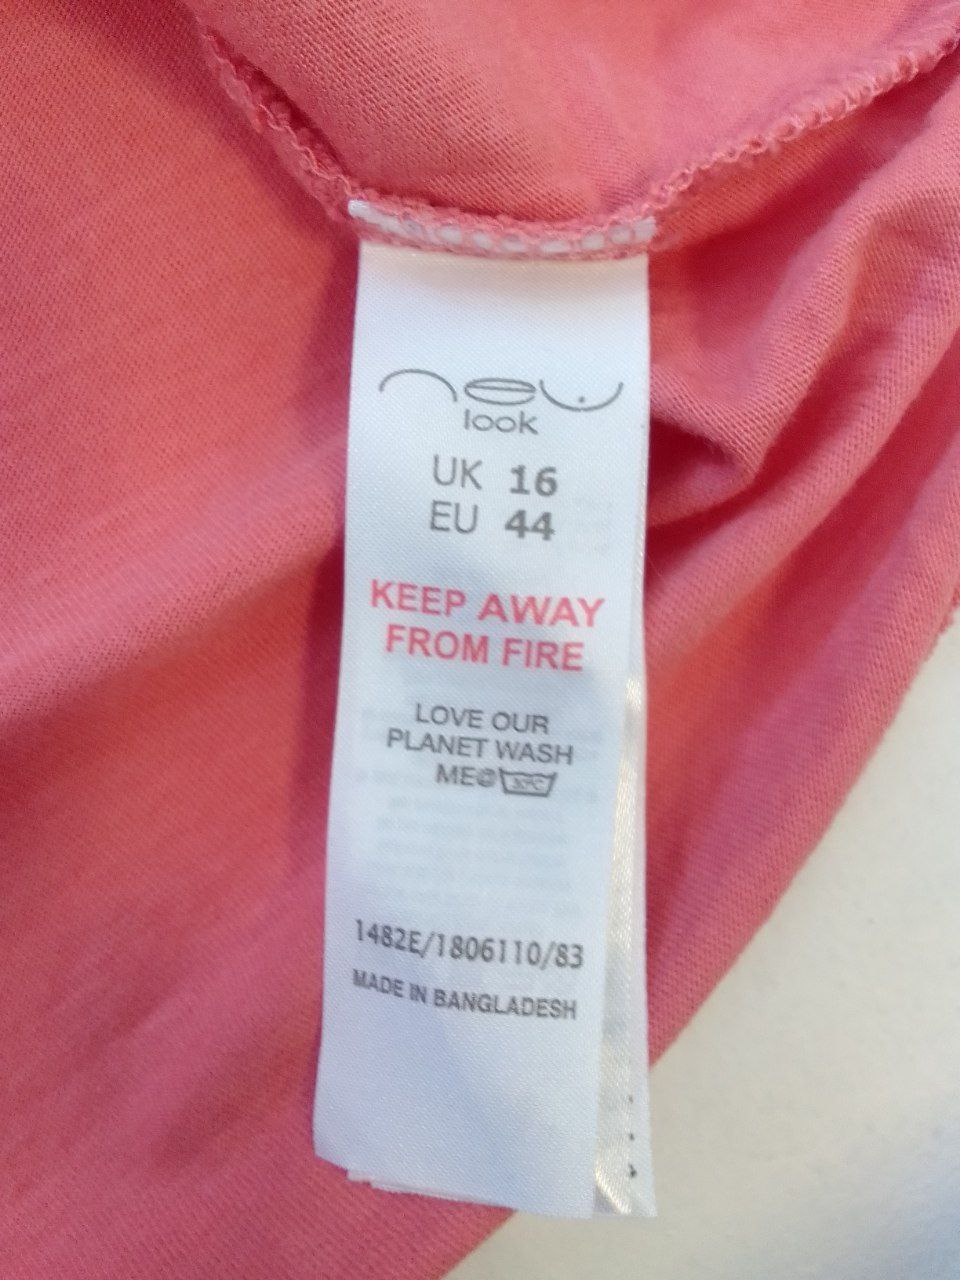 new
look
UK 16
EU 44
KEEP AWAY
FROM FIRE
LOVE OUR
PLANET WASH
ME@ 30°C
1482E/1806110/83
MADE IN BANGLADESH